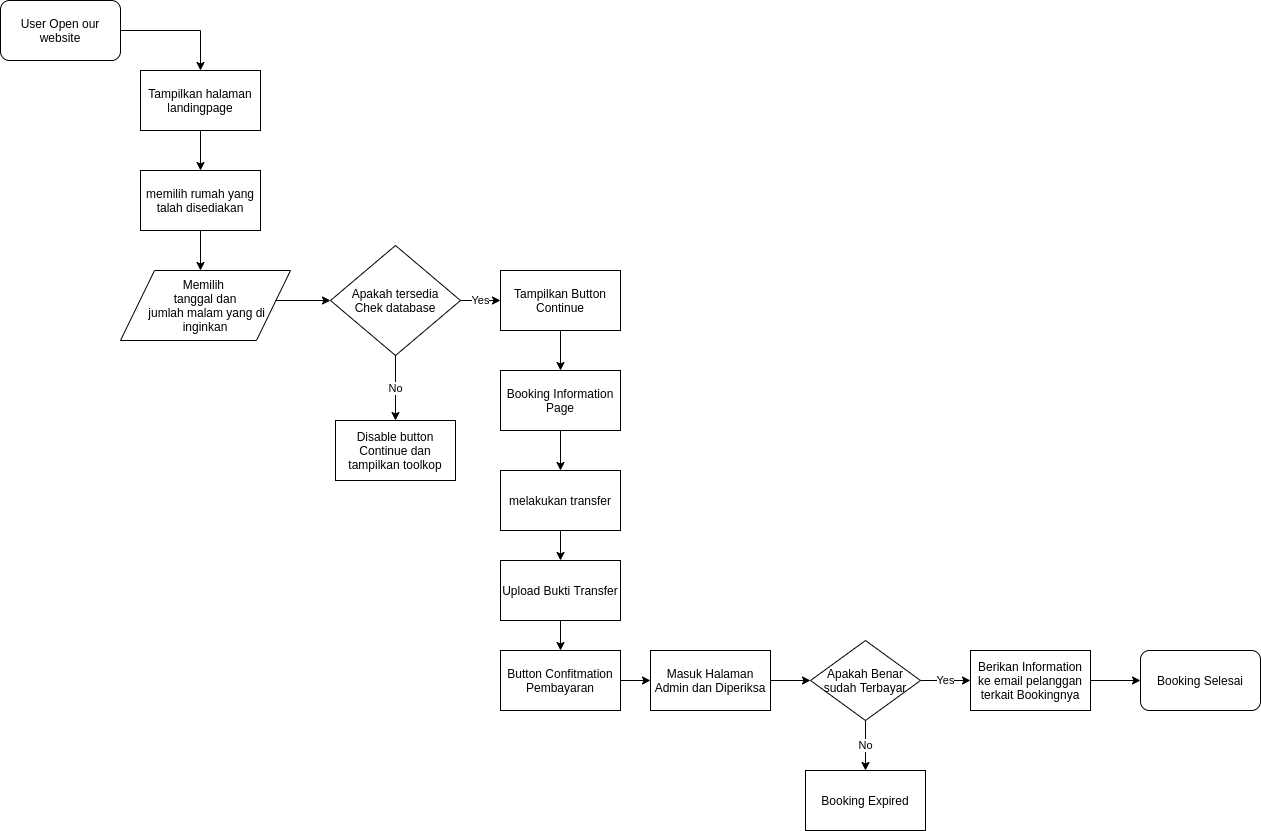 User Open our
website
Tampilkan halaman
landingpage
memilih rumah yang
talah disediakan
Memilih
tanggal dan
jumlah malam yang di
inginkan
Apakah tersedia
Chek database
Yes
Tampilkan Button
Continue
No
Disable button
Continue dan
tampilkan toolkop
Booking Information
Page
melakukan transfer
Upload Bukti Transfer
Button Confitmation
Pembayaran
Masuk Halaman
Admin dan Diperiksa
Apakah Benar
sudah Terbayar
Yes
Berikan Information
ke email pelanggan
terkait Bookingnya
Booking Selesai
No
Booking Expired